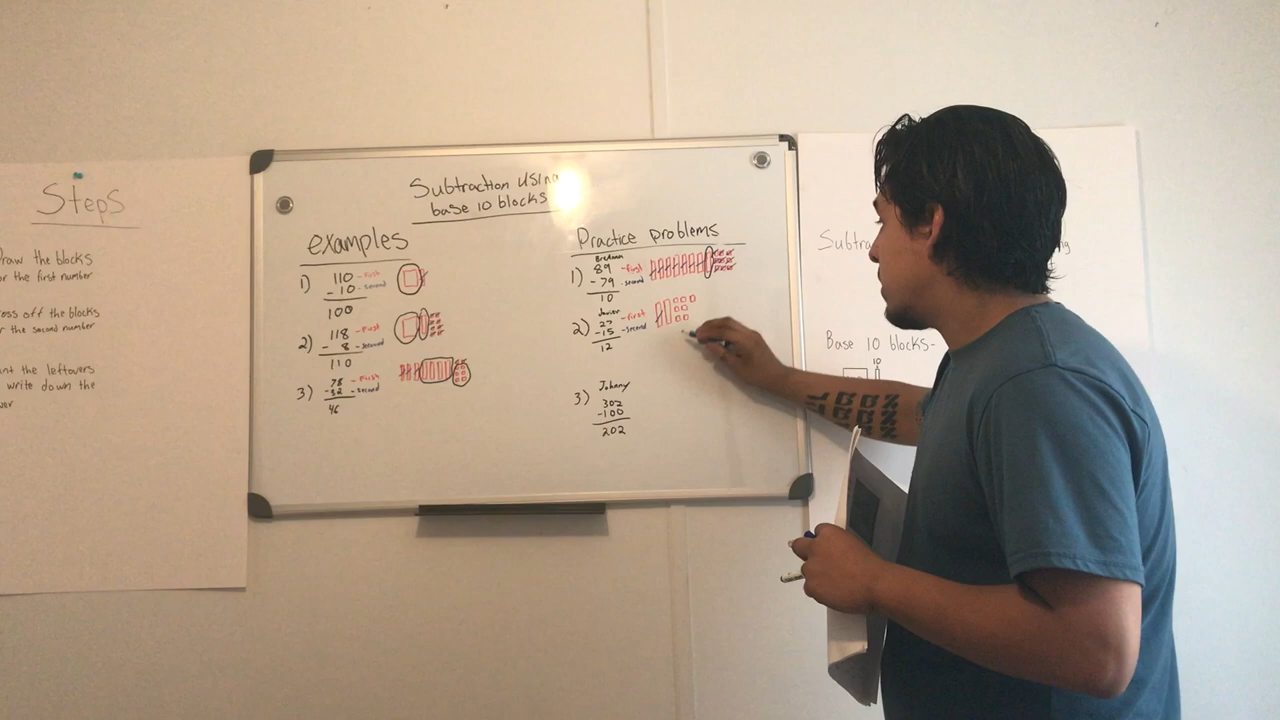 Steps
raw the blocks
or the first number
ross off the blocks
r the second number
nt the leftovers
write down the
Subtraction using
base 10 blocks
examples
1) 110 - First
- 10 - second
100
2) 118 - First
- 8 - second
110
3) 78 - First
- 32 - second
46
Practice problems
Brennan
1) 89 - first
- 79 - second
10
Javier
2) 27 - first
- 15 - second
12
Johnny
3) 302
- 100
202
Subtra
Base 10 blocks-
10